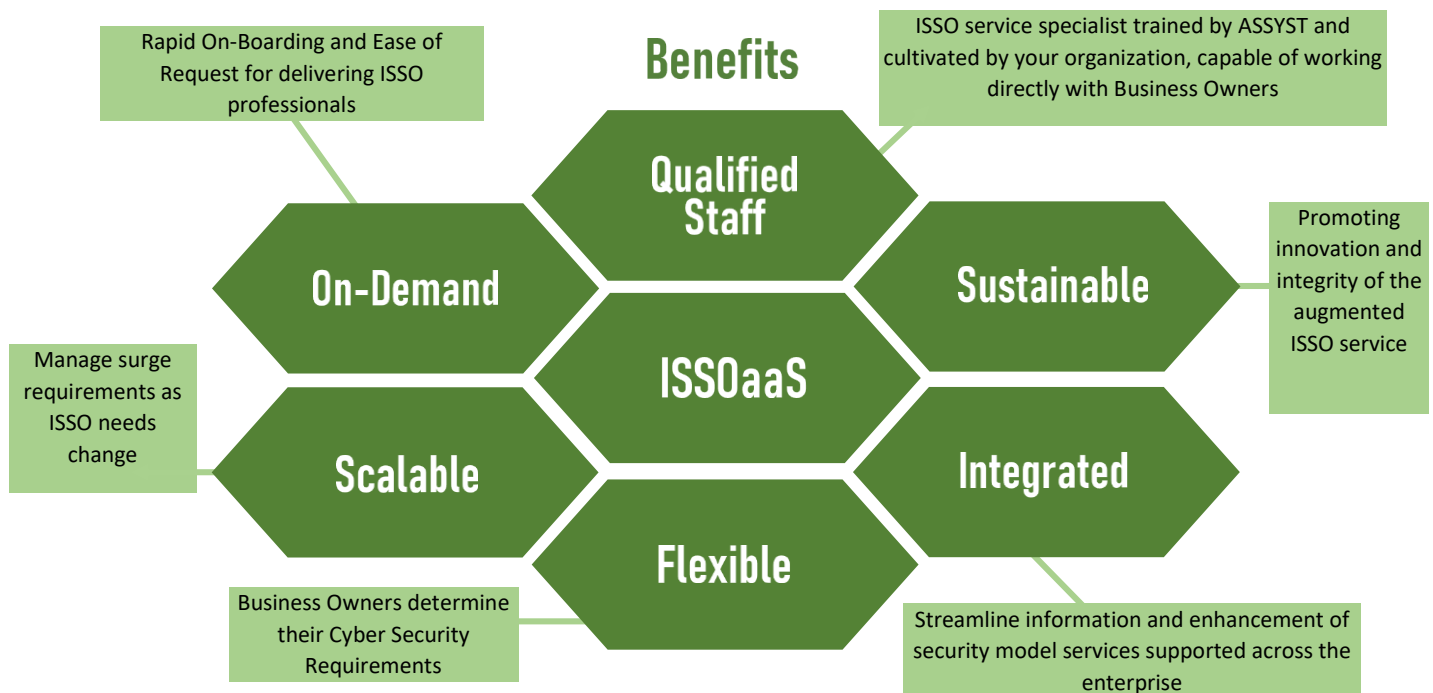 Benefits
Rapid On-Boarding and Ease of
Request for delivering ISSO
professionals
ISSO service specialist trained by ASSYST and
cultivated by your organization, capable of working
directly with Business Owners
Qualified
Staff
On-Demand
Sustainable
Promoting
innovation and
integrity of the
augmented
ISSO service
ISSOaaS
Manage surge
requirements as
ISSO needs
change
Scalable
Integrated
Flexible
Business Owners determine
their Cyber Security
Requirements
Streamline information and enhancement of
security model services supported across the
enterprise